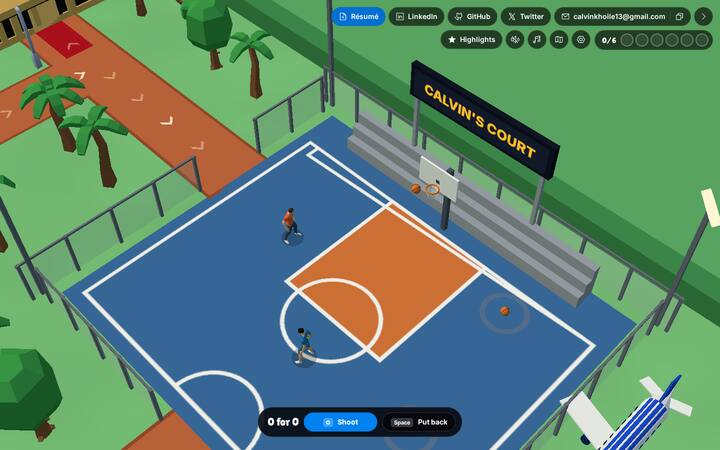 Résumé
LinkedIn
GitHub
Twitter
calvinkhoile13@gmail.com
Highlights
0/6
CALVIN'S COURT
0 for 0
G Shoot
Space Put back